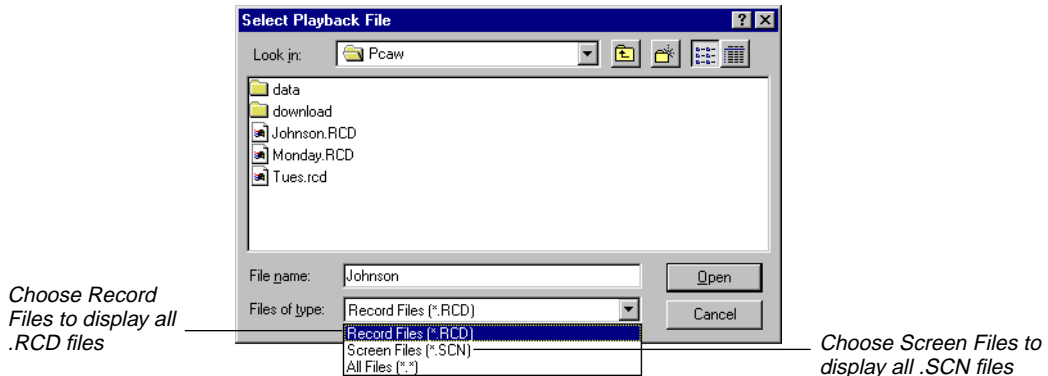 Select Playback File
Look in: Pcaw
data
download
Johnson.RCD
Monday.RCD
Tues.rcd
File name: Johnson Open
Files of type: Record Files (*.RCD) Cancel
Record Files (*.RCD)
Screen Files (*.SCN)
All Files (*.*)
Choose Record
Files to display all
.RCD files
Choose Screen Files to
display all .SCN files